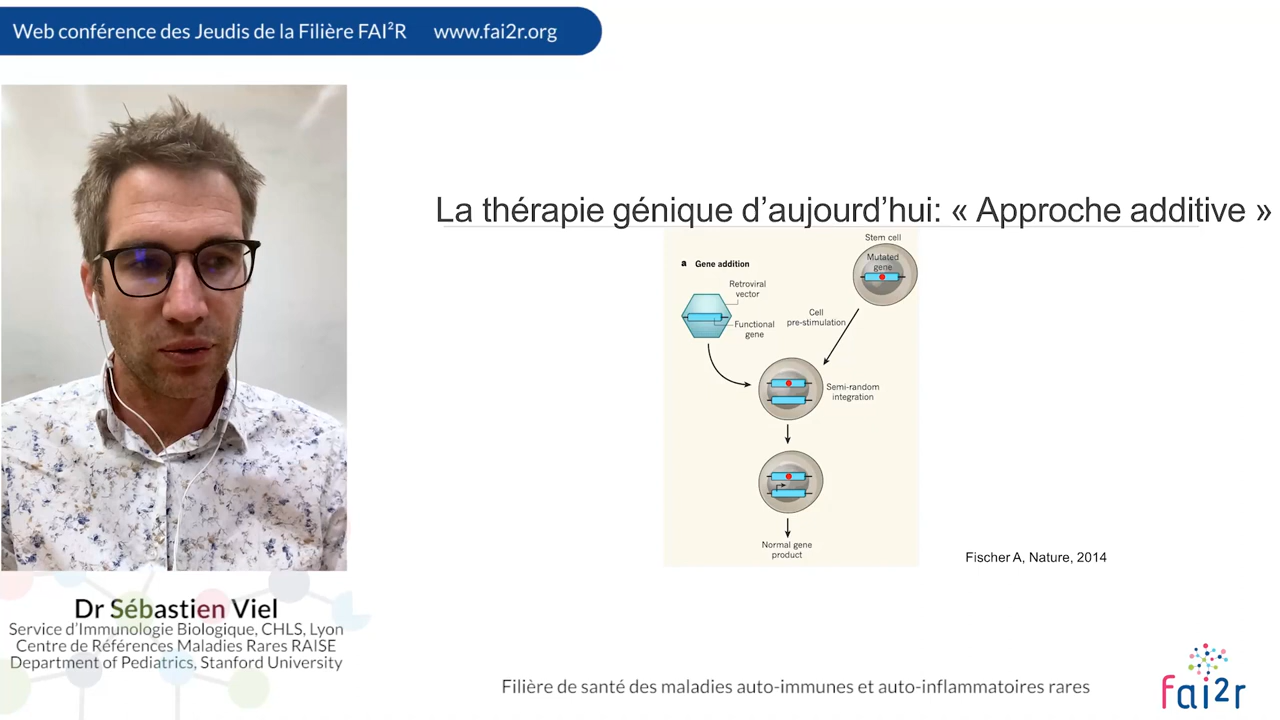 Web conférence des Jeudis de la Filière FAI²R www.fai2r.org
La thérapie génique d'aujourd'hui: « Approche additive »
a Gene addition
Stem cell
Mutated
gene
Retroviral
vector
Functional
gene
Cell
pre-stimulation
Semi-random
integration
Normal gene
product
Fischer A, Nature, 2014
Dr Sébastien Viel
Service d'Immunologie Biologique, CHLS, Lyon
Centre de Références Maladies Rares RAISE
Department of Pediatrics, Stanford University
Filière de santé des maladies auto-immunes et auto-inflammatoires rares
fai2r